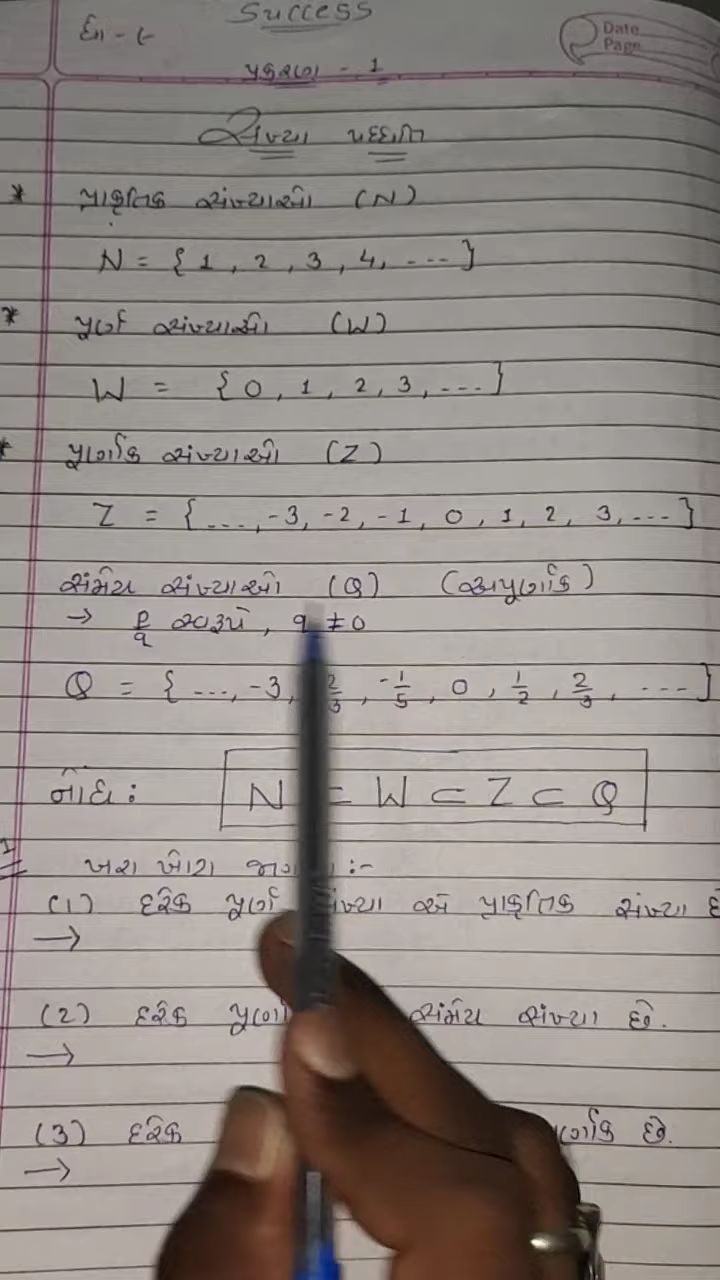 ધો - ૯
Success
Date
Page
પ્રકરણ - 1
સંખ્યા પદ્ધતિ
* પ્રાકૃતિક સંખ્યાઓ (N)
N = { 1 , 2 , 3 , 4, --- }
* પૂર્ણ સંખ્યાઓ (W)
W = { 0 , 1 , 2 , 3 , --- }
* પૂર્ણાંક સંખ્યાઓ (Z)
Z = { ..., -3, -2, -1, 0, 1, 2, 3, --- }
સંમેય સંખ્યાઓ (Q) (અપૂર્ણાંક)
→ p/q સ્વરૂપે, q ≠ 0
Q = { ..., -3, 2/3, -1/5, 0, 1/2, 2/3, --- }
નોંધ: N W ⊂ Z ⊂ Q
1 ખરા ખોટા :-
(1) દરેક પૂર્ણ સંખ્યા એ પ્રાકૃતિક સંખ્યા
→
(2) દરેક સંમેય સંખ્યા છે.
→
(3) દરેક છે.
→